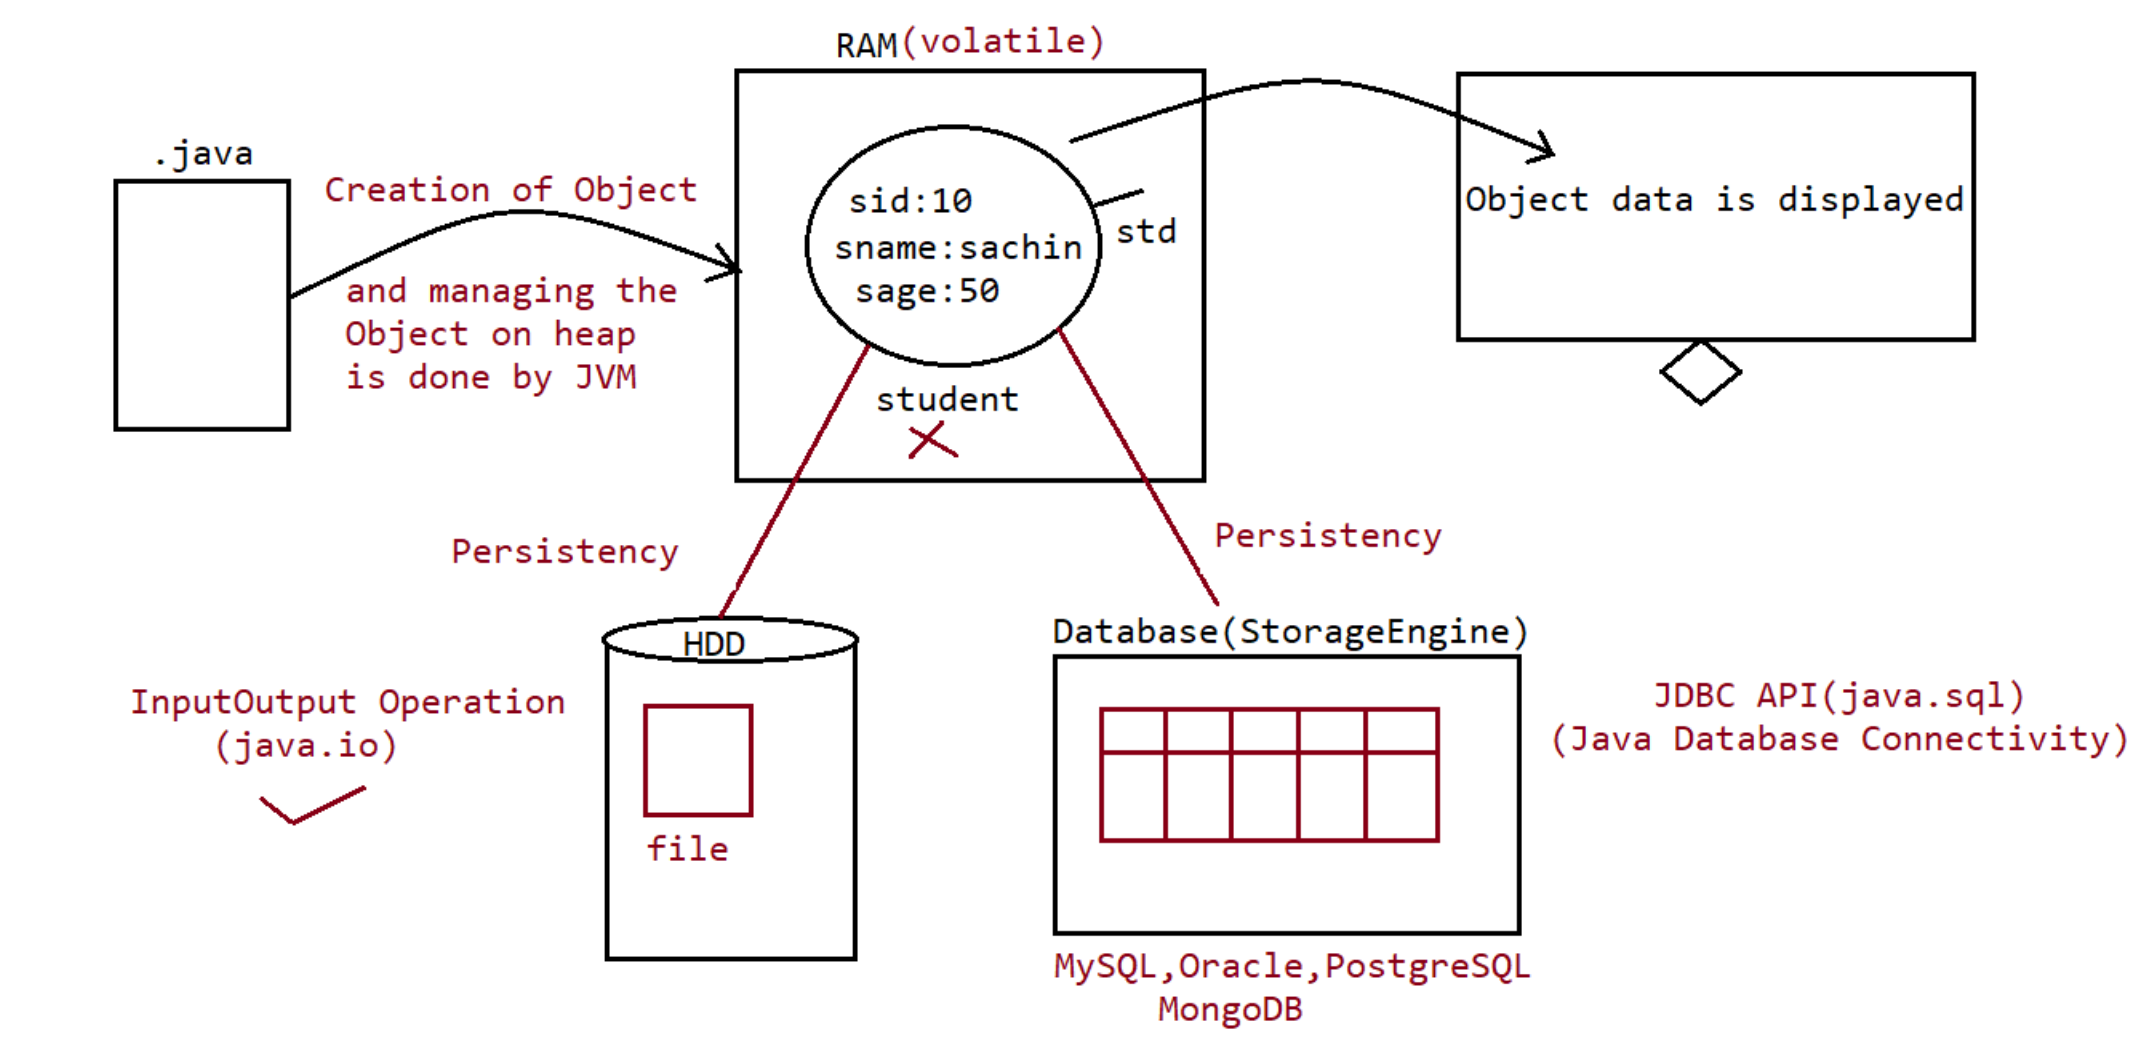 RAM(volatile)
.java
Creation of Object
and managing the
Object on heap
is done by JVM
sid:10
sname:sachin
sage:50
std
student
Object data is displayed
Persistency
Persistency
HDD
file
InputOutput Operation
(java.io)
Database(StorageEngine)
MySQL,Oracle,PostgreSQL
MongoDB
JDBC API(java.sql)
(Java Database Connectivity)